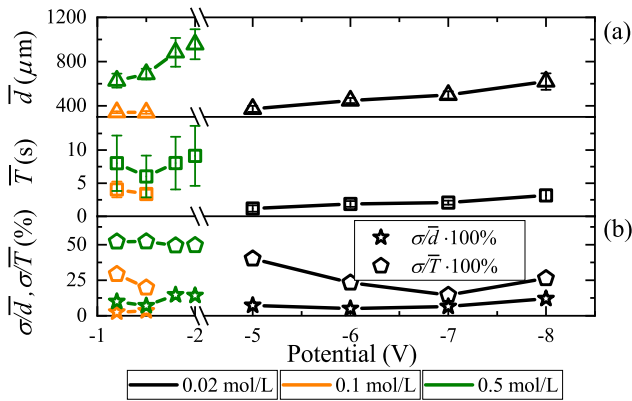 1200
800
400
d̅ (μm)
(a)
10
5
0
T̅ (s)
50
25
0
σ/d̅ , σ/T̅ (%)
(b)
σ/d̅ ·100%
σ/T̅ ·100%
-1 -2 -5 -6 -7 -8
Potential (V)
0.02 mol/L 0.1 mol/L 0.5 mol/L